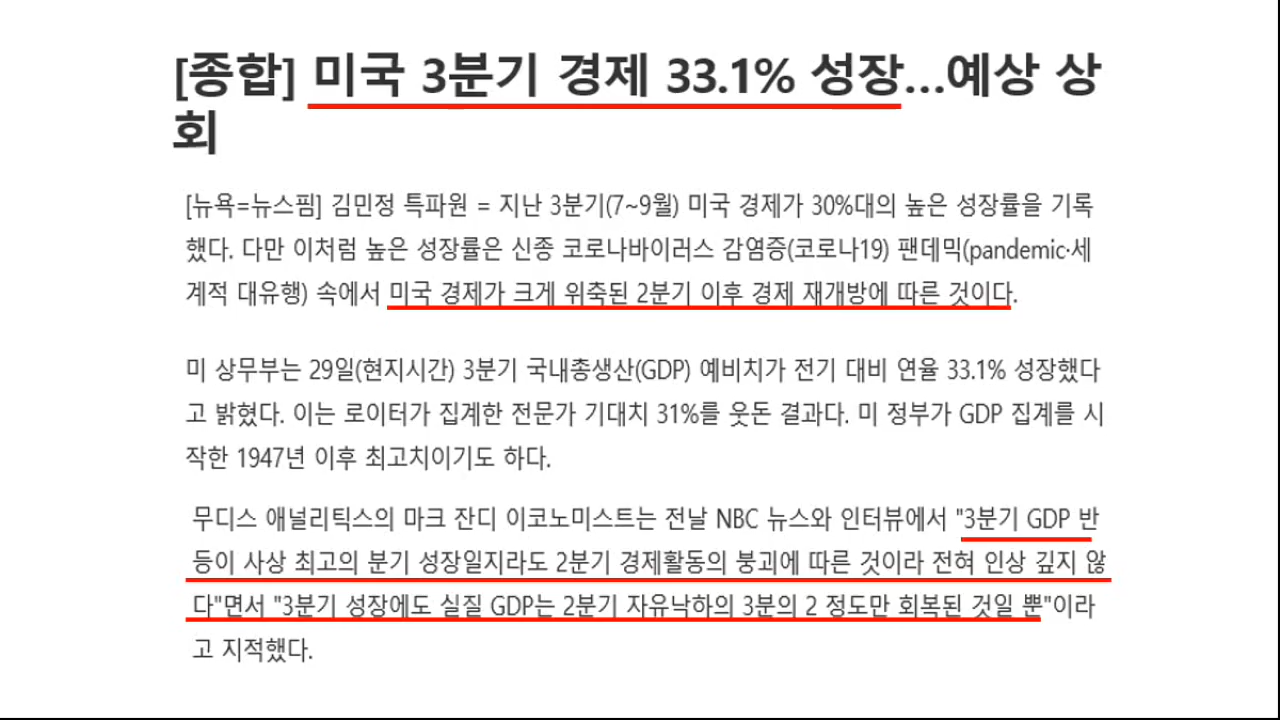 [종합] 미국 3분기 경제 33.1% 성장...예상 상
회
[뉴욕=뉴스핌] 김민정 특파원 = 지난 3분기(7~9월) 미국 경제가 30%대의 높은 성장률을 기록
했다. 다만 이처럼 높은 성장률은 신종 코로나바이러스 감염증(코로나19) 팬데믹(pandemic·세
계적 대유행) 속에서 미국 경제가 크게 위축된 2분기 이후 경제 재개방에 따른 것이다.
미 상무부는 29일(현지시간) 3분기 국내총생산(GDP) 예비치가 전기 대비 연율 33.1% 성장했다
고 밝혔다. 이는 로이터가 집계한 전문가 기대치 31%를 웃돈 결과다. 미 정부가 GDP 집계를 시
작한 1947년 이후 최고치이기도 하다.
무디스 애널리틱스의 마크 잔디 이코노미스트는 전날 NBC 뉴스와 인터뷰에서 "3분기 GDP 반
등이 사상 최고의 분기 성장일지라도 2분기 경제활동의 붕괴에 따른 것이라 전혀 인상 깊지 않
다"면서 "3분기 성장에도 실질 GDP는 2분기 자유낙하의 3분의 2 정도만 회복된 것일 뿐"이라
고 지적했다.